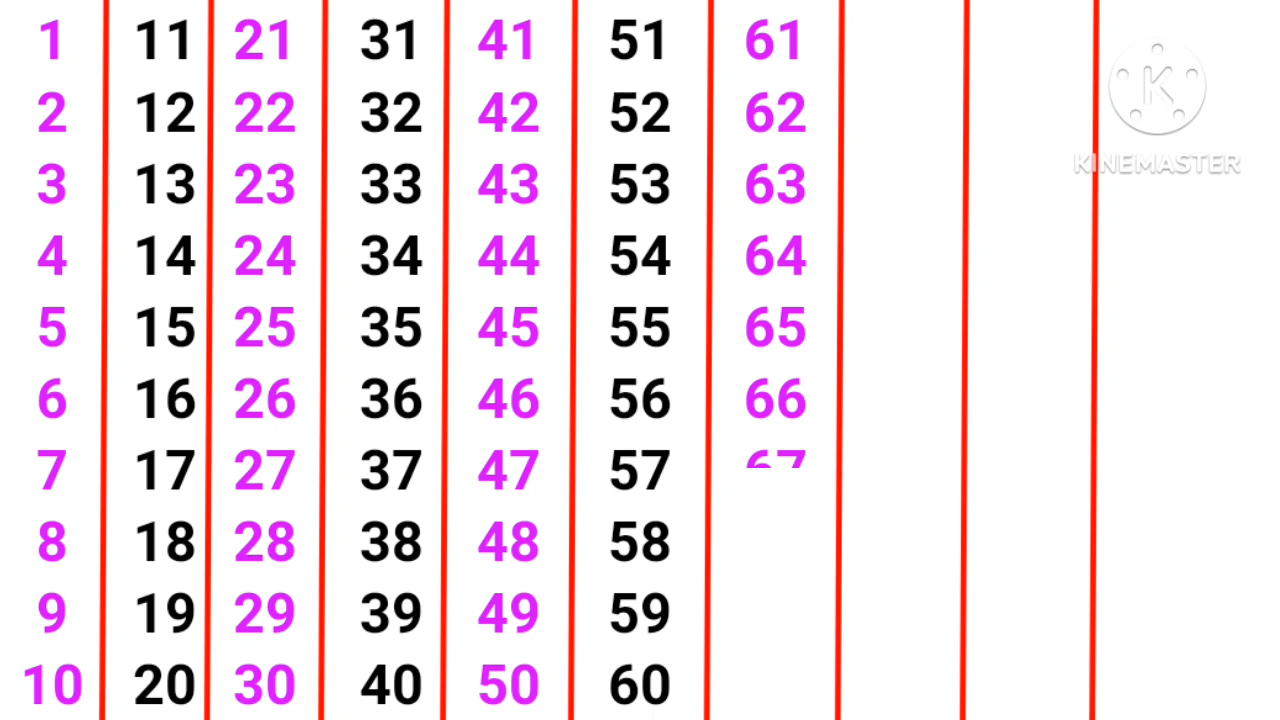 1 11 21 31 41 51 61
2 12 22 32 42 52 62
3 13 23 33 43 53 63
4 14 24 34 44 54 64
5 15 25 35 45 55 65
6 16 26 36 46 56 66
7 17 27 37 47 57 67
8 18 28 38 48 58
9 19 29 39 49 59
10 20 30 40 50 60
K
KINEMASTER